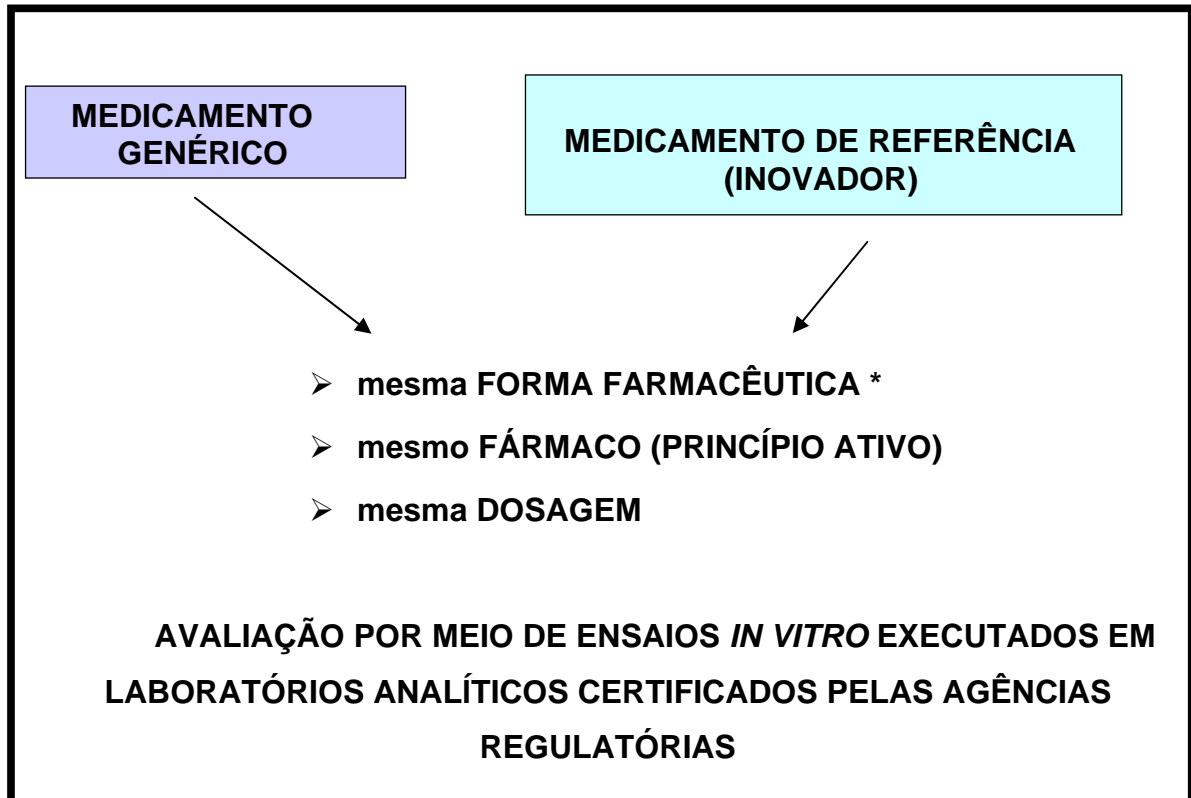 MEDICAMENTO
GENÉRICO
MEDICAMENTO DE REFERÊNCIA
(INOVADOR)
➢ mesma FORMA FARMACÊUTICA *
➢ mesmo FÁRMACO (PRINCÍPIO ATIVO)
➢ mesma DOSAGEM
AVALIAÇÃO POR MEIO DE ENSAIOS IN VITRO EXECUTADOS EM
LABORATÓRIOS ANALÍTICOS CERTIFICADOS PELAS AGÊNCIAS
REGULATÓRIAS